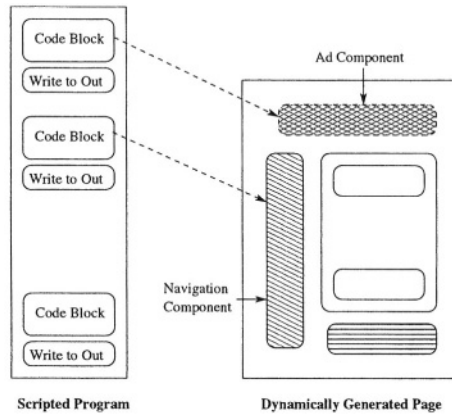 Code Block
Write to Out
Code Block
Write to Out
Code Block
Write to Out
Scripted Program
Ad Component
Navigation
Component
Dynamically Generated Page